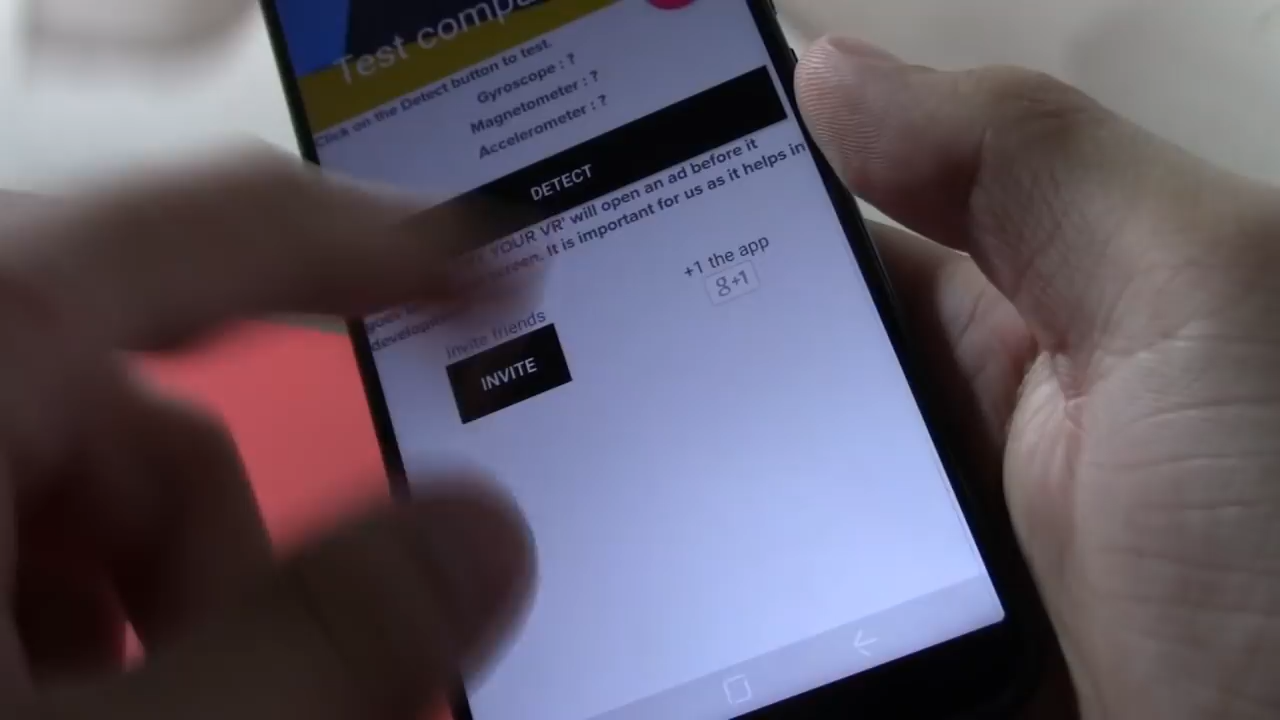 Test compa
Click on the Detect button to test.
Gyroscope : ?
Magnetometer : ?
Accelerometer : ?
DETECT
YOUR VR' will open an ad before it
screen. It is important for us as it helps in
Invite friends
INVITE
+1 the app
g+1